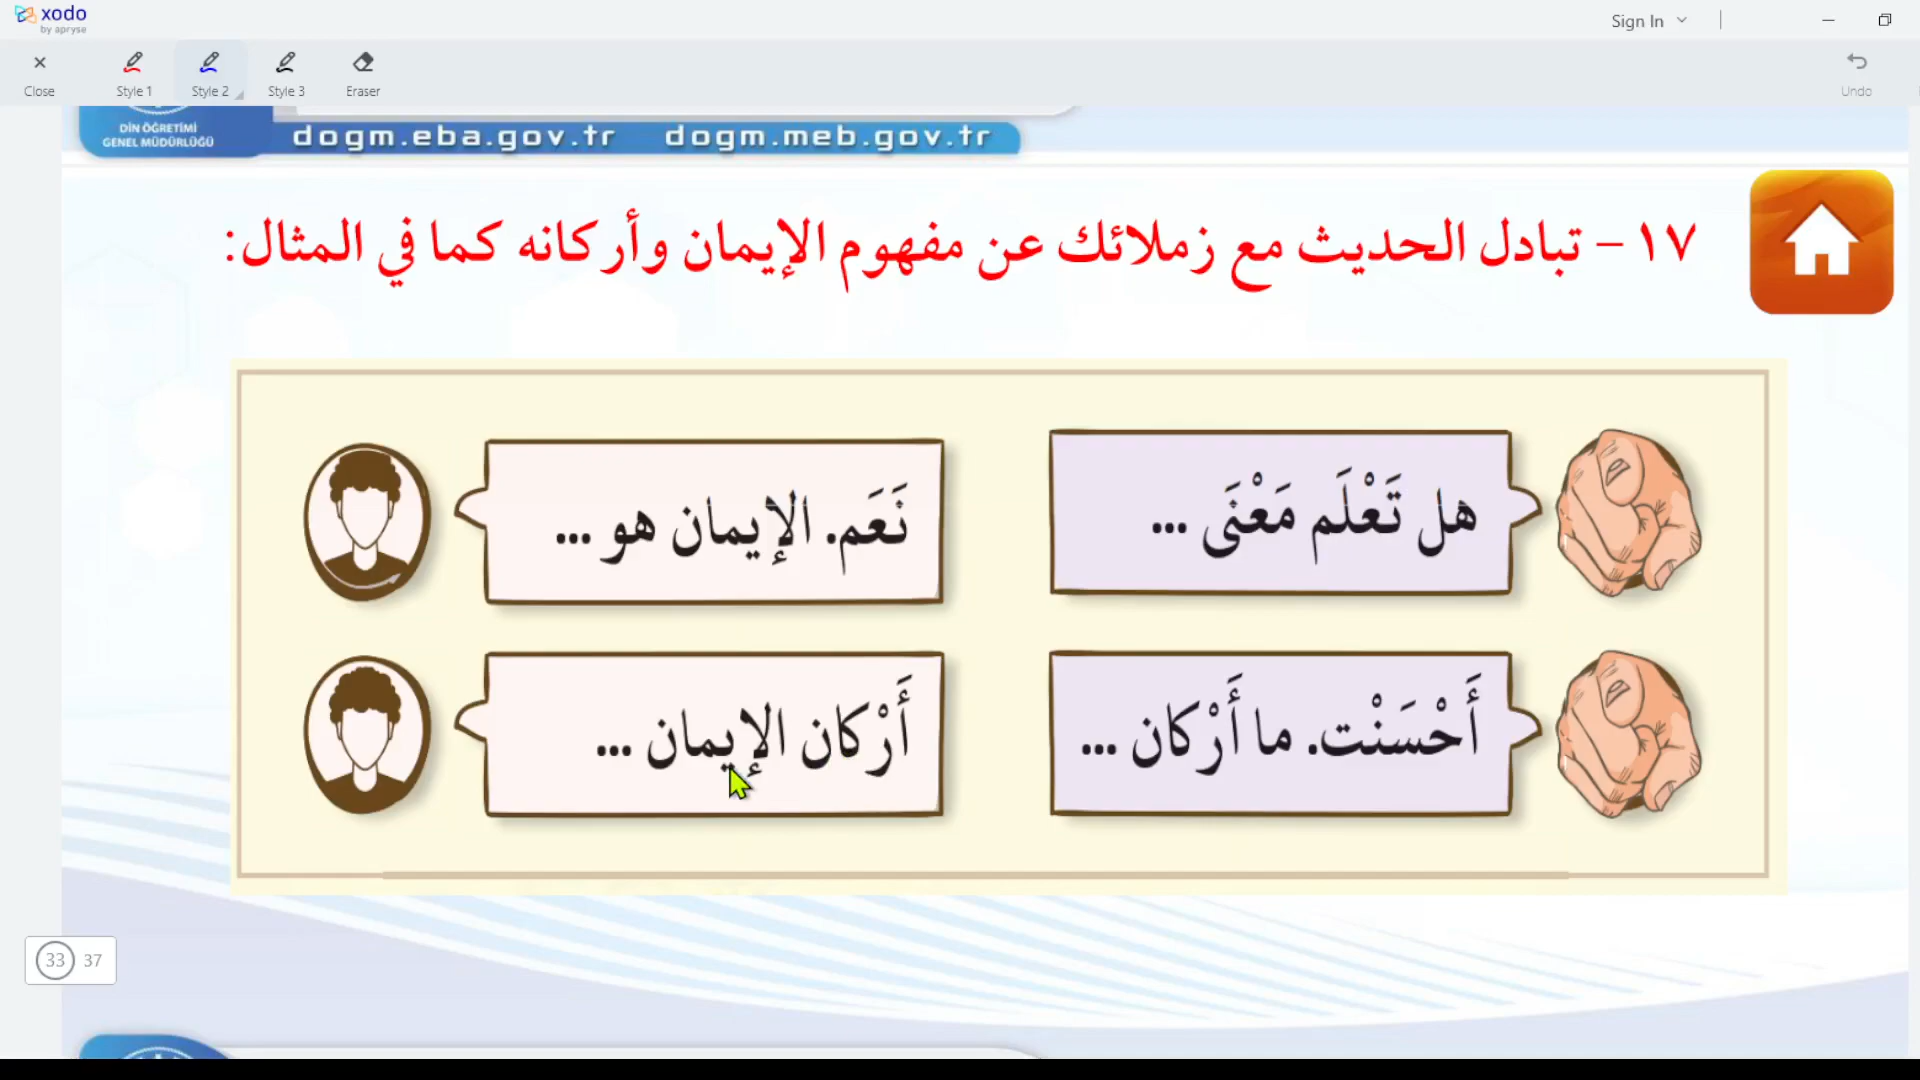 xodo
by apryse
Sign In
Close
Style 1
Style 2
Style 3
Eraser
Undo
DİN ÖĞRETİMİ
GENEL MÜDÜRLÜĞÜ
dogm.eba.gov.tr dogm.meb.gov.tr
١٧ – تبادل الحديث مع زملائك عن مفهوم الإيمان وأركانه كما في المثال:
هل تَعْلَم مَعْنَى ...
نَعَم. الإيمان هو ...
أَحْسَنْت. ما أَرْكان ...
أَرْكان الإيمان ...
33 37